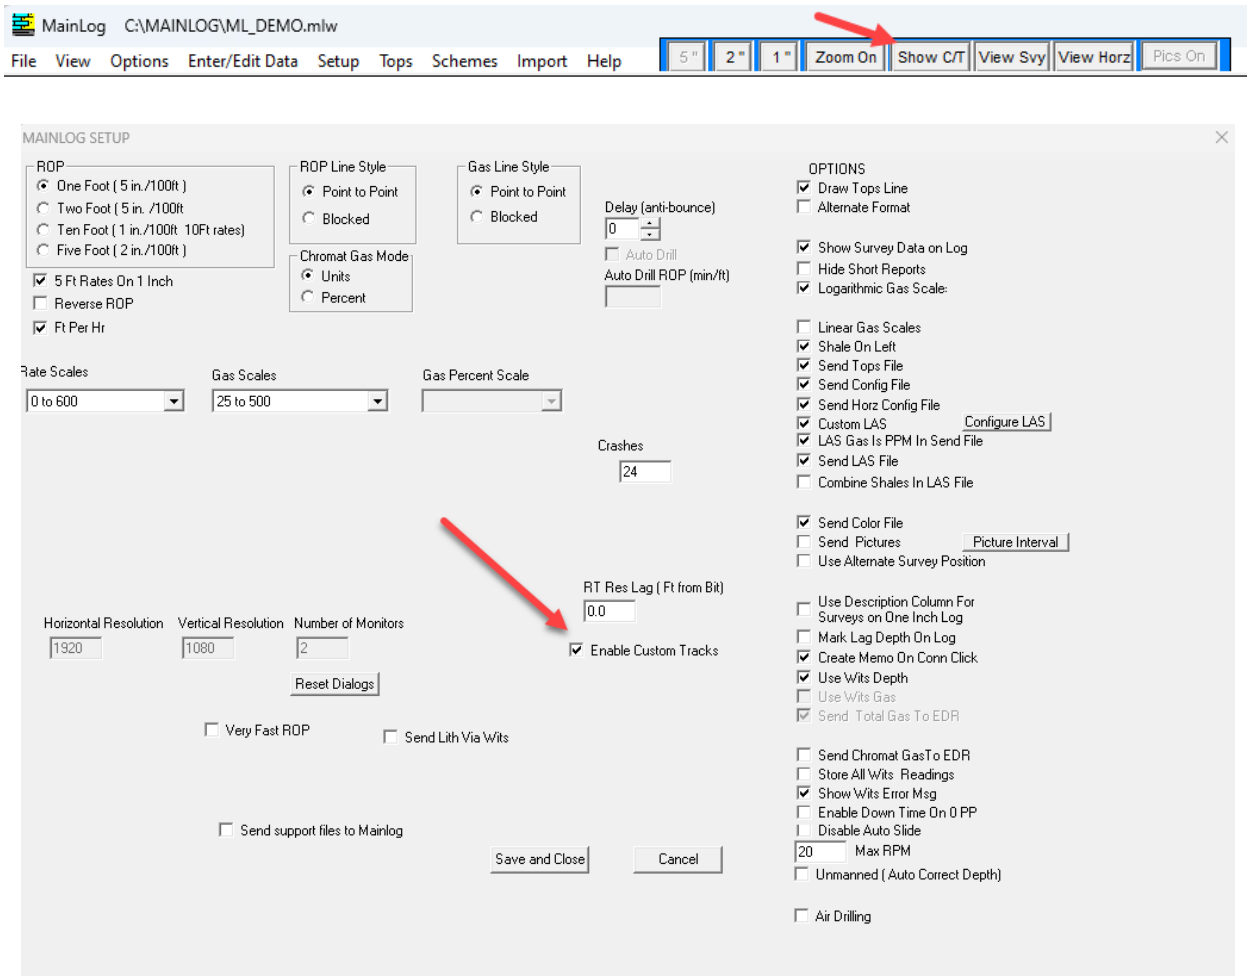 MainLog C:\MAINLOG\ML_DEMO.mlw
File View Options Enter/Edit Data Setup Tops Schemes Import Help 5" 2" 1" Zoom On Show C/T View Svy View Horz Pics On
MAINLOG SETUP
ROP
One Foot ( 5 in./100ft )
Two Foot ( 5 in. /100ft
Ten Foot ( 1 in./100ft 10Ft rates)
Five Foot ( 2 in./100ft )
5 Ft Rates On 1 Inch
Reverse ROP
Ft Per Hr
ROP Line Style
Point to Point
Blocked
Chromat Gas Mode
Units
Percent
Gas Line Style
Point to Point
Blocked
Delay (anti-bounce)
0
Auto Drill
Auto Drill ROP (min/ft)
Rate Scales
0 to 600
Gas Scales
25 to 500
Gas Percent Scale
Crashes
24
RT Res Lag ( Ft from Bit)
0.0
Enable Custom Tracks
Horizontal Resolution Vertical Resolution Number of Monitors
1920 1080 2
Reset Dialogs
Very Fast ROP
Send Lith Via Wits
Send support files to Mainlog
Save and Close Cancel
OPTIONS
Draw Tops Line
Alternate Format
Show Survey Data on Log
Hide Short Reports
Logarithmic Gas Scale:
Linear Gas Scales
Shale On Left
Send Tops File
Send Config File
Send Horz Config File
Custom LAS Configure LAS
LAS Gas Is PPM In Send File
Send LAS File
Combine Shales In LAS File
Send Color File
Send Pictures Picture Interval
Use Alternate Survey Position
Use Description Column For
Surveys on One Inch Log
Mark Lag Depth On Log
Create Memo On Conn Click
Use Wits Depth
Use Wits Gas
Send Total Gas To EDR
Send Chromat GasTo EDR
Store All Wits Readings
Show Wits Error Msg
Enable Down Time On 0 PP
Disable Auto Slide
20 Max RPM
Unmanned ( Auto Correct Depth)
Air Drilling